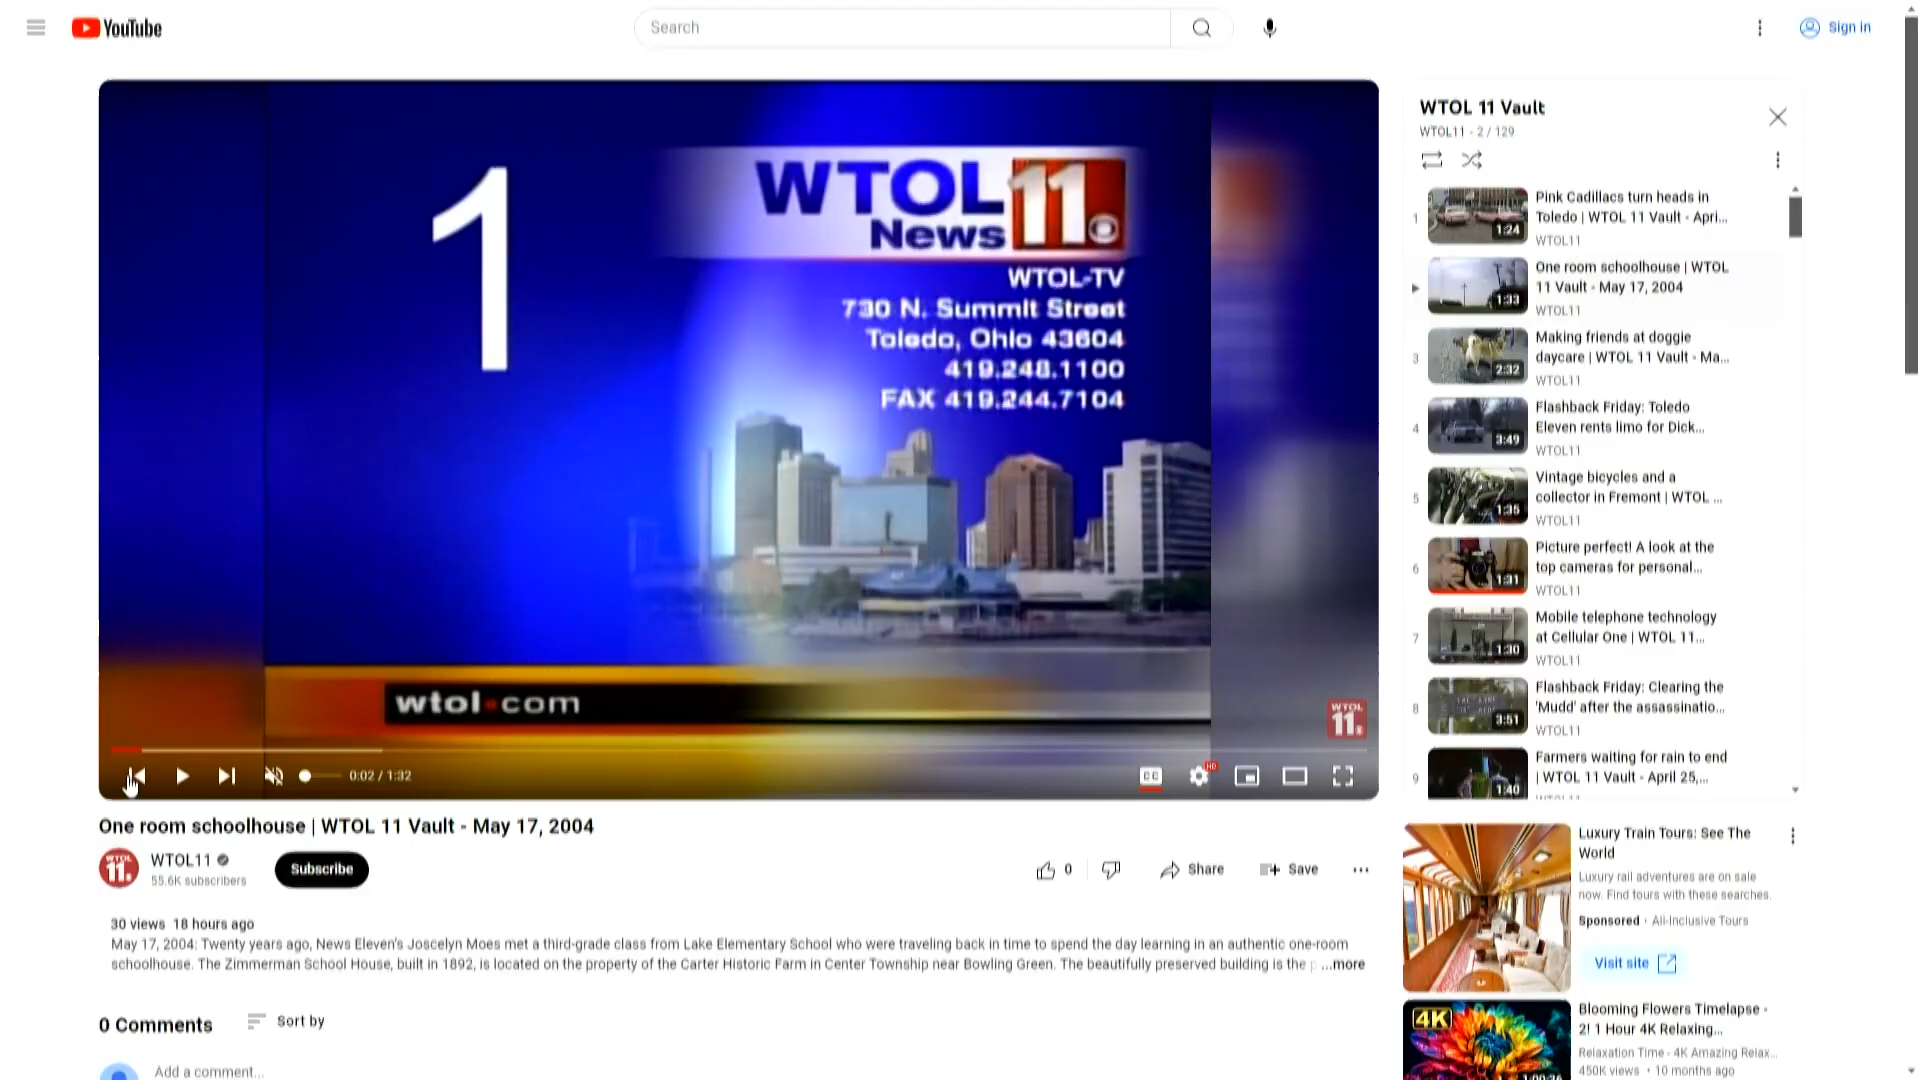 YouTube
Search
Sign in
1
WTOL 11
News
WTOL-TV
730 N. Summit Street
Toledo, Ohio 43604
419.248.1100
FAX 419.244.7104
wtol.com
WTOL
11
0:02 / 1:32
CC
HD
One room schoolhouse | WTOL 11 Vault - May 17, 2004
WTOL
11
WTOL11
55.6K subscribers
Subscribe
0
Share
Save
30 views 18 hours ago
May 17, 2004: Twenty years ago, News Eleven's Joscelyn Moes met a third-grade class from Lake Elementary School who were traveling back in time to spend the day learning in an authentic one-room
schoolhouse. The Zimmerman School House, built in 1892, is located on the property of the Carter Historic Farm in Center Township near Bowling Green. The beautifully preserved building is the p ...more
0 Comments
Sort by
Add a comment...
WTOL 11 Vault
WTOL11 - 2 / 129
1
1:24
Pink Cadillacs turn heads in
Toledo | WTOL 11 Vault - Apri...
WTOL11
1:33
One room schoolhouse | WTOL
11 Vault - May 17, 2004
WTOL11
3
2:32
Making friends at doggie
daycare | WTOL 11 Vault - Ma...
WTOL11
4
3:49
Flashback Friday: Toledo
Eleven rents limo for Dick...
WTOL11
5
1:35
Vintage bicycles and a
collector in Fremont | WTOL ...
WTOL11
6
1:31
Picture perfect! A look at the
top cameras for personal...
WTOL11
7
1:30
Mobile telephone technology
at Cellular One | WTOL 11...
WTOL11
8
3:51
Flashback Friday: Clearing the
'Mudd' after the assassinatio...
WTOL11
9
1:40
Farmers waiting for rain to end
| WTOL 11 Vault - April 25,...
Luxury Train Tours: See The
World
Luxury rail adventures are on sale
now. Find tours with these searches.
Sponsored · All-Inclusive Tours
Visit site
4K
Blooming Flowers Timelapse -
2! 1 Hour 4K Relaxing...
Relaxation Time - 4K Amazing Relax...
450K views • 10 months ago